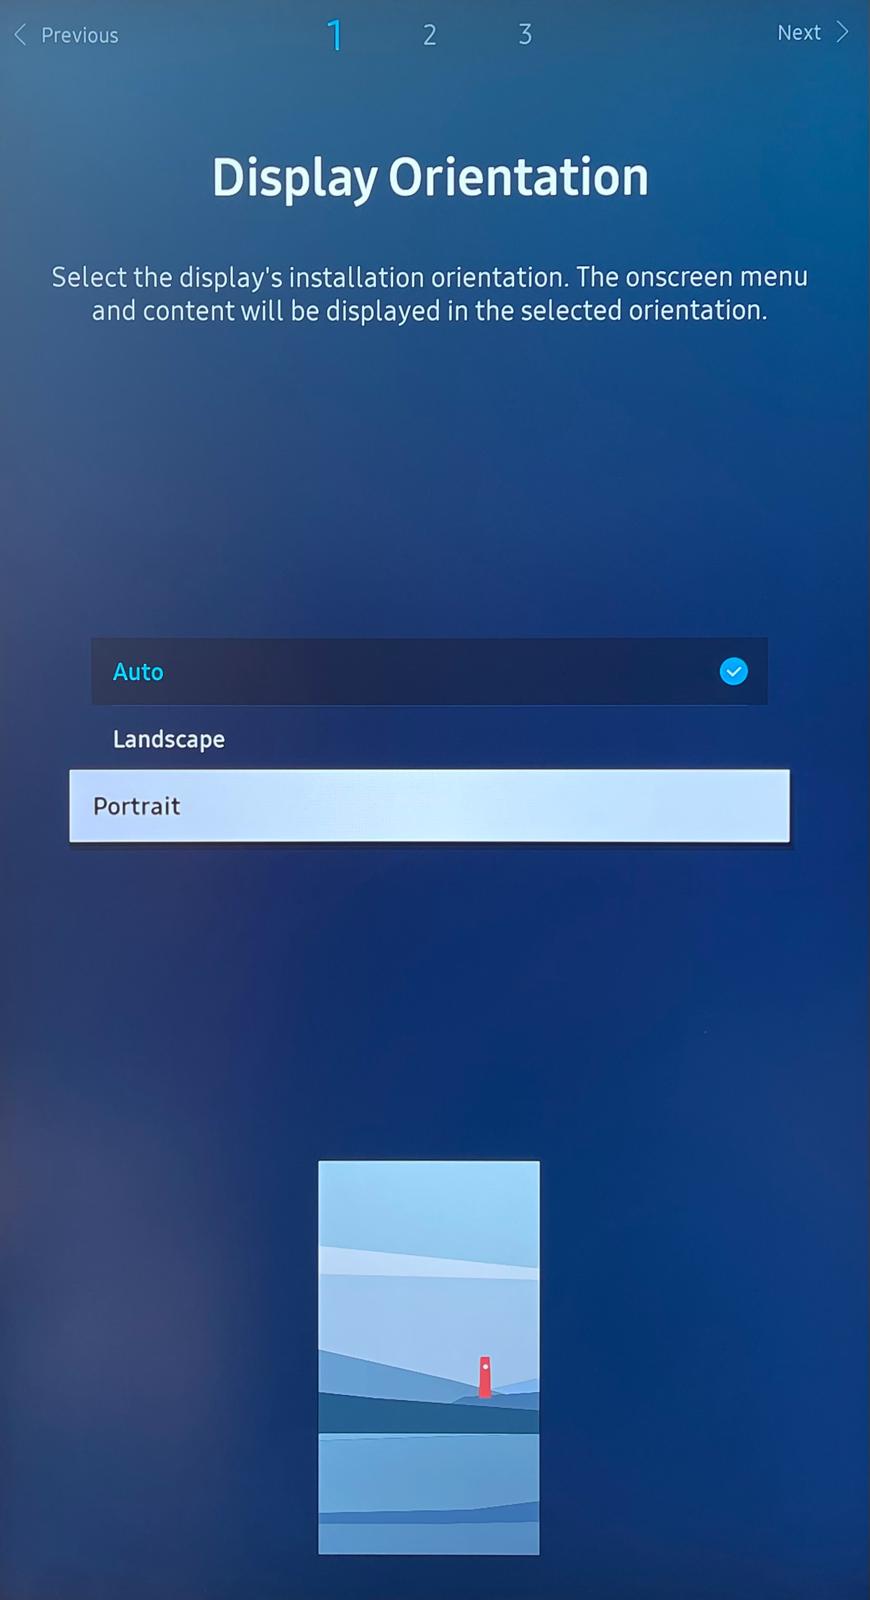 Previous
1
2
3
Next
Display Orientation
Select the display's installation orientation. The onscreen menu
and content will be displayed in the selected orientation.
Auto
Landscape
Portrait